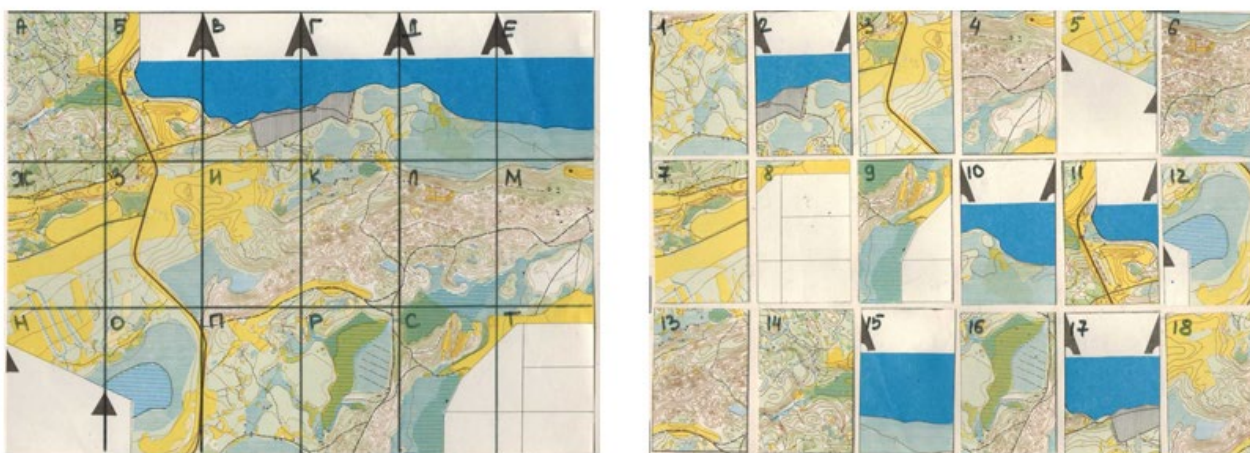 А Б В Г Д Е
Ж З И К Л М
Н О П Р С Т
1 2 3 4 5 6
7 8 9 10 11 12
13 14 15 16 17 18